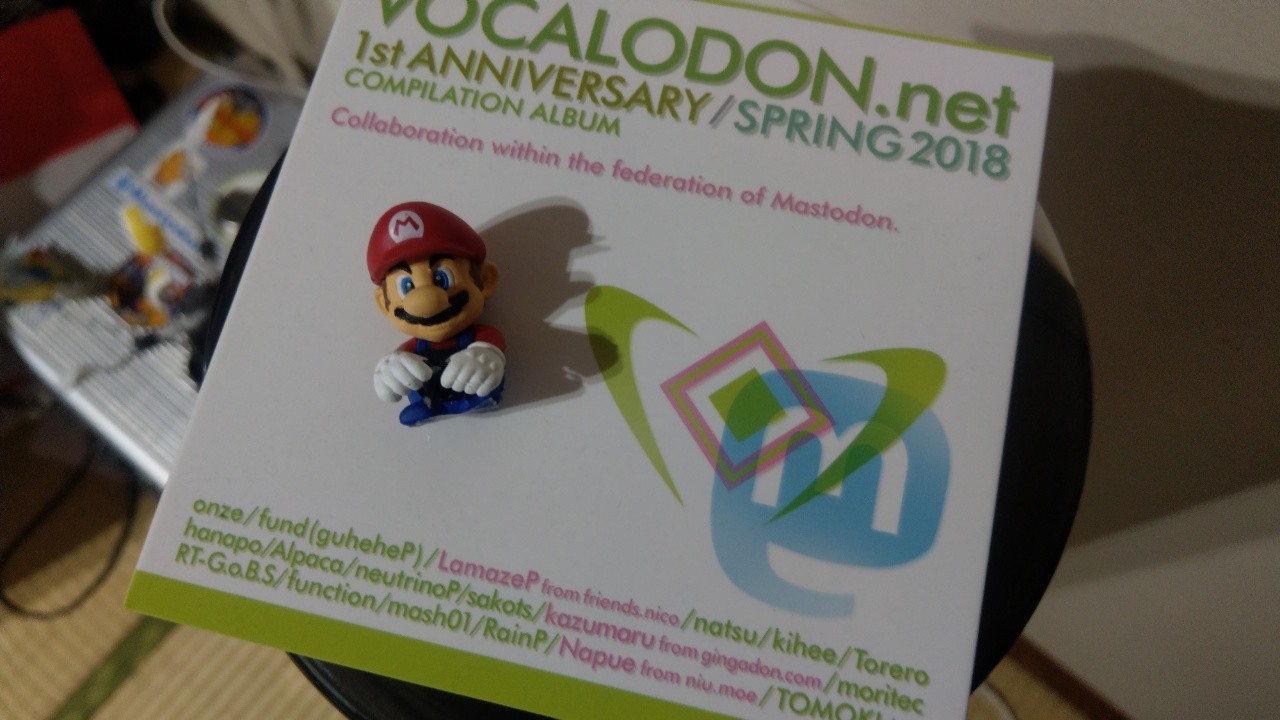 VOCALODON.net
1st ANNIVERSARY/SPRING 2018
COMPILATION ALBUM
Collaboration within the federation of Mastodon.
M
onze/fund(guheheP)/LamazeP from friends.nico/natsu/kihee/Torero
hanapo/Alpaca/neutrinoP/sakots/kazumaru from gingadon.com/moritec
RT-G.o.B.S/function/mash01/RainP/Napue from niu.moe/